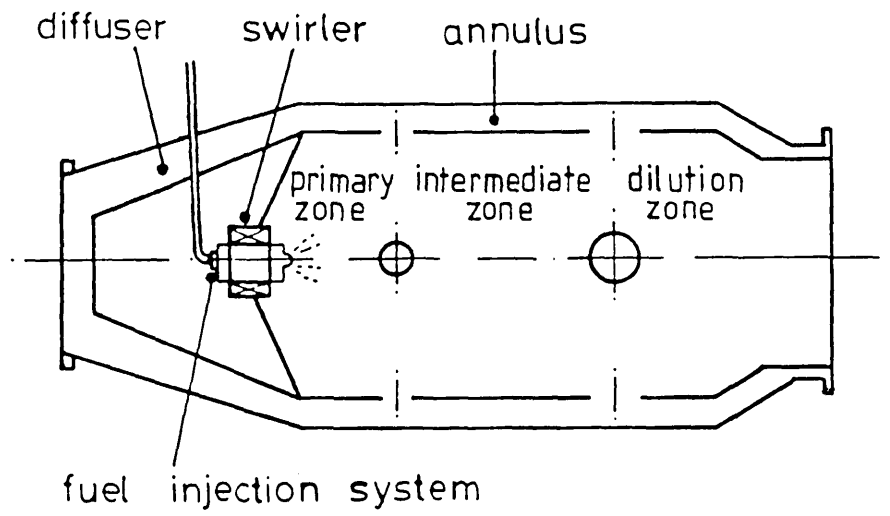 diffuser swirler annulus
primary intermediate dilution
zone zone zone
fuel injection system